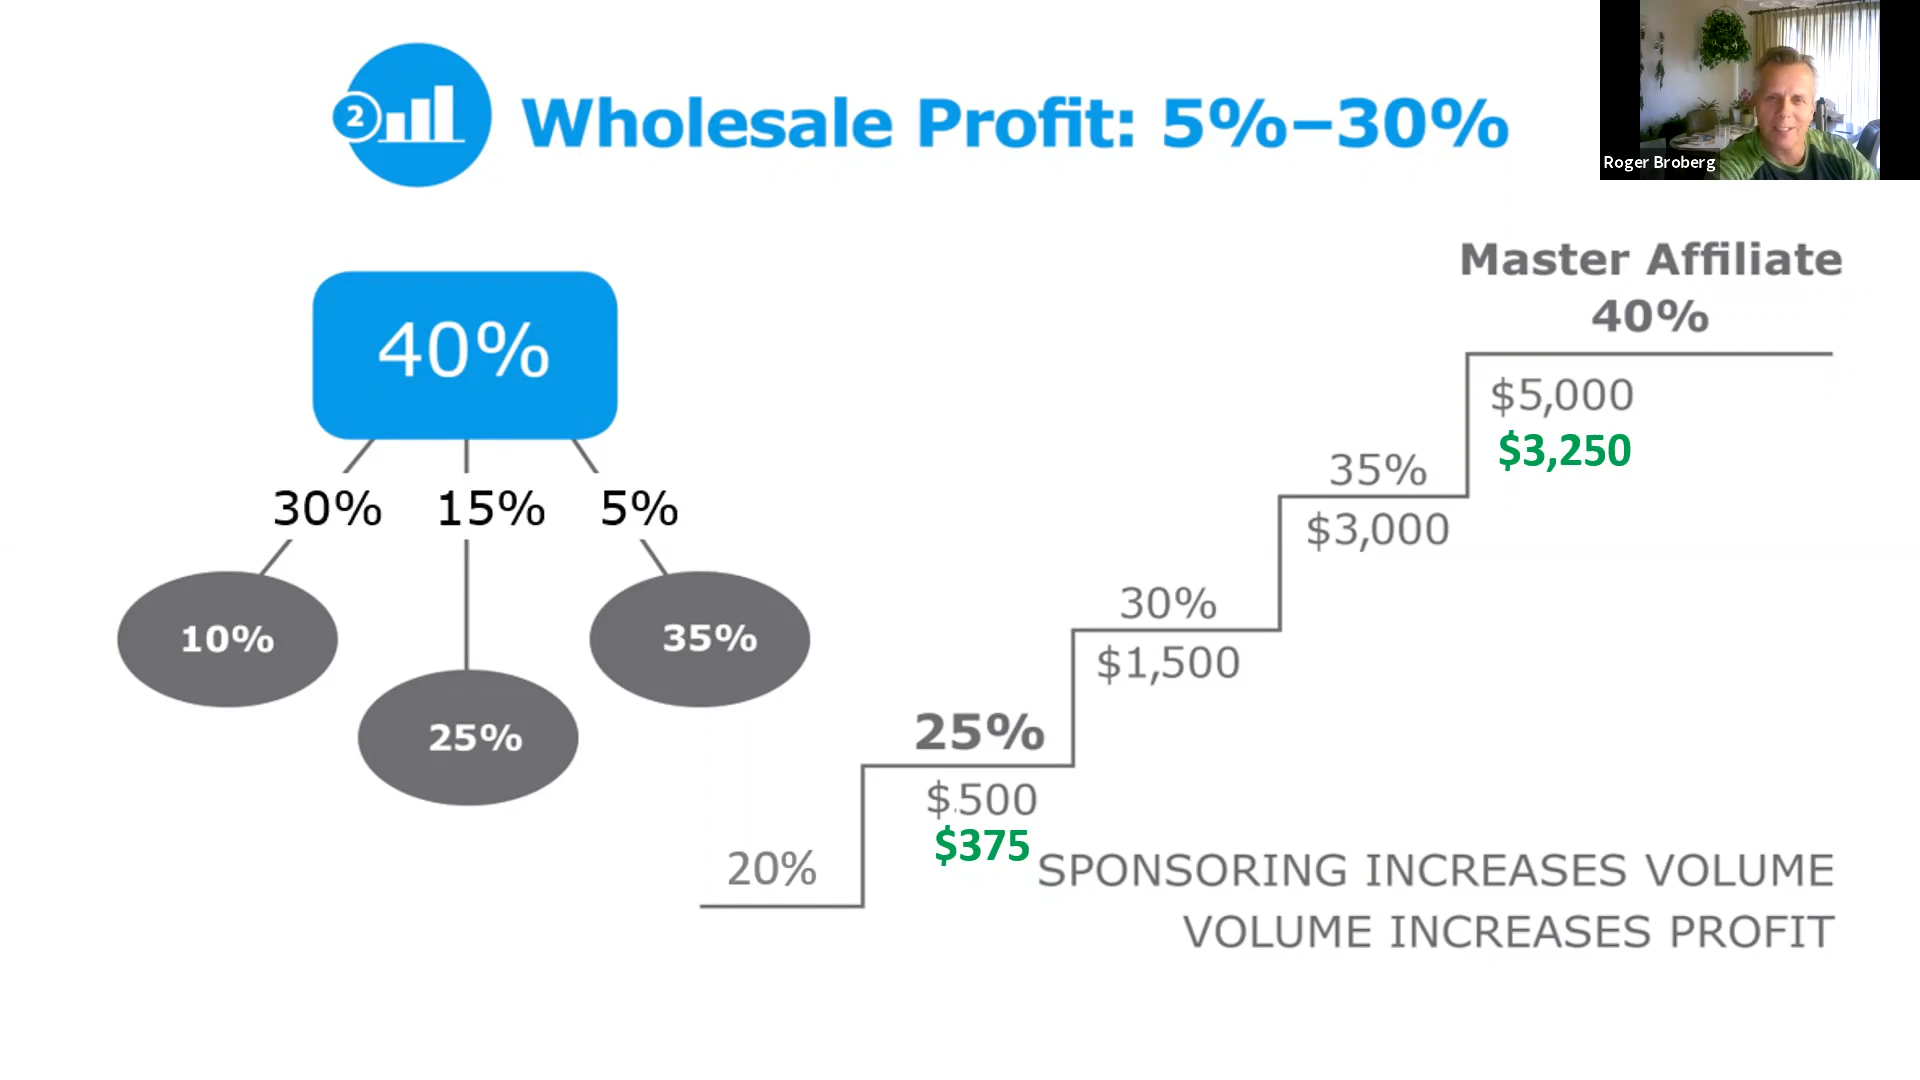 2
Wholesale Profit: 5%–30%
Roger Broberg
40%
30% 15% 5%
10%
25%
35%
Master Affiliate
40%
$5,000
$3,250
35%
$3,000
30%
$1,500
25%
$.500
$375
20%
SPONSORING INCREASES VOLUME
VOLUME INCREASES PROFIT